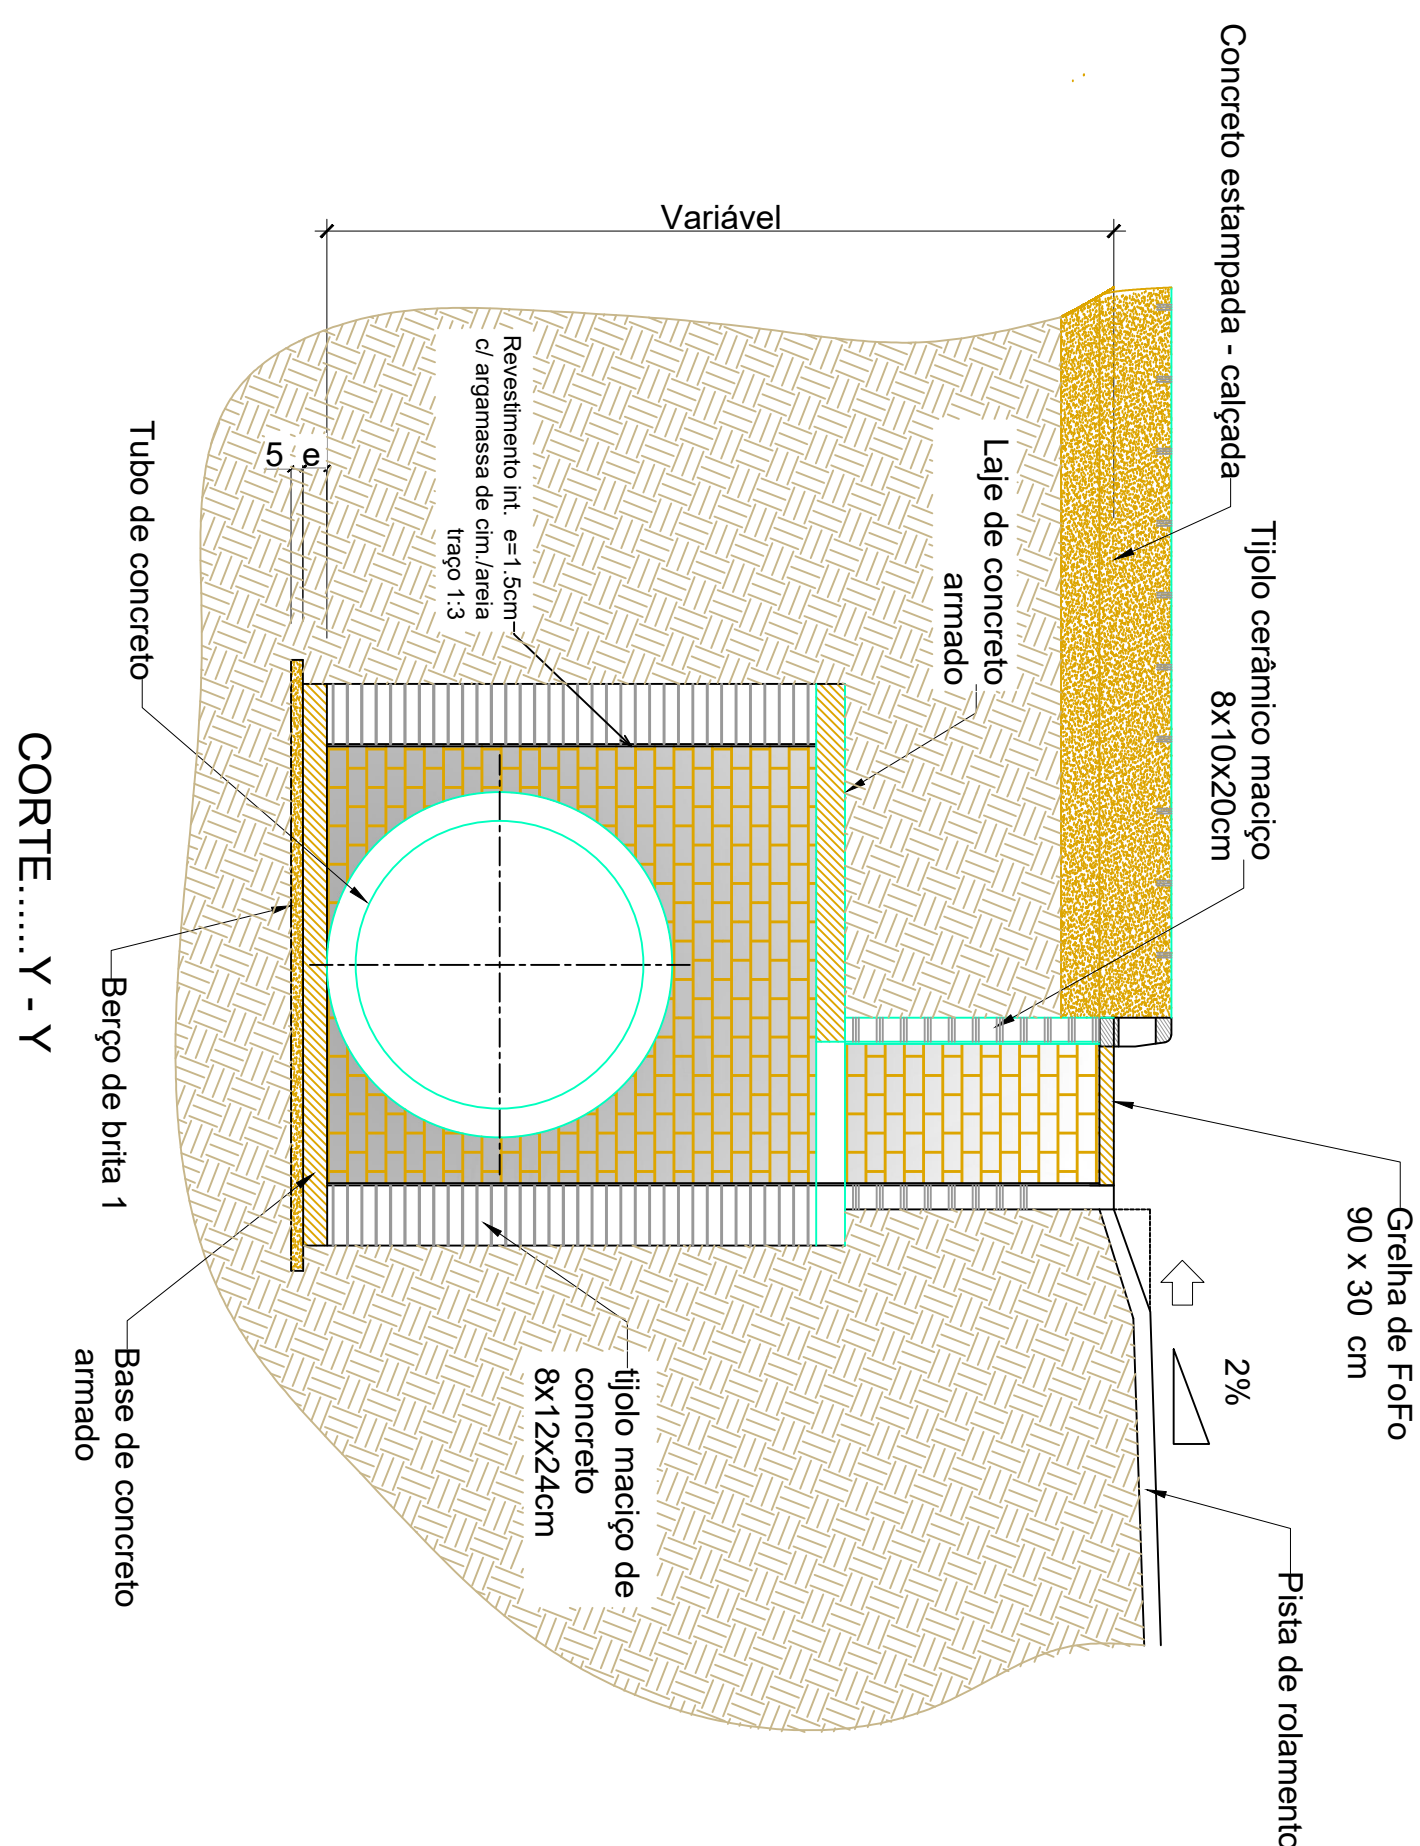 Concreto estampada - calçada
Tijolo cerâmico maciço
8x10x20cm
Grelha de FoFo
90 x 30 cm
2%
Pista de rolamento
Variável
Laje de concreto
armado
Revestimento int. e=1.5cm
c/ argamassa de cim./areia
traço 1:3
tijolo maciço de
concreto
8x12x24cm
5 e
Tubo de concreto
Berço de brita 1
Base de concreto
armado
CORTE...... Y - Y